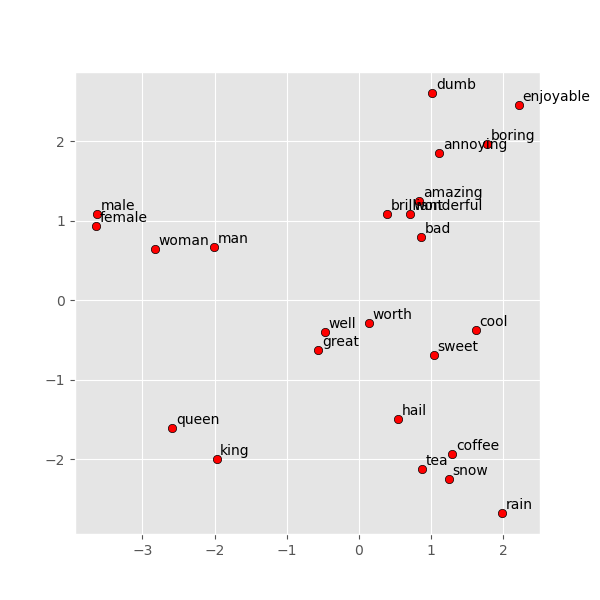 dumb
enjoyable
boring
annoying
male
female
amazing
brilliant
wonderful
woman
man
bad
well
worth
cool
great
sweet
queen
hail
king
coffee
tea
snow
rain
2
1
0
−1
−2
−3
−2
−1
0
1
2